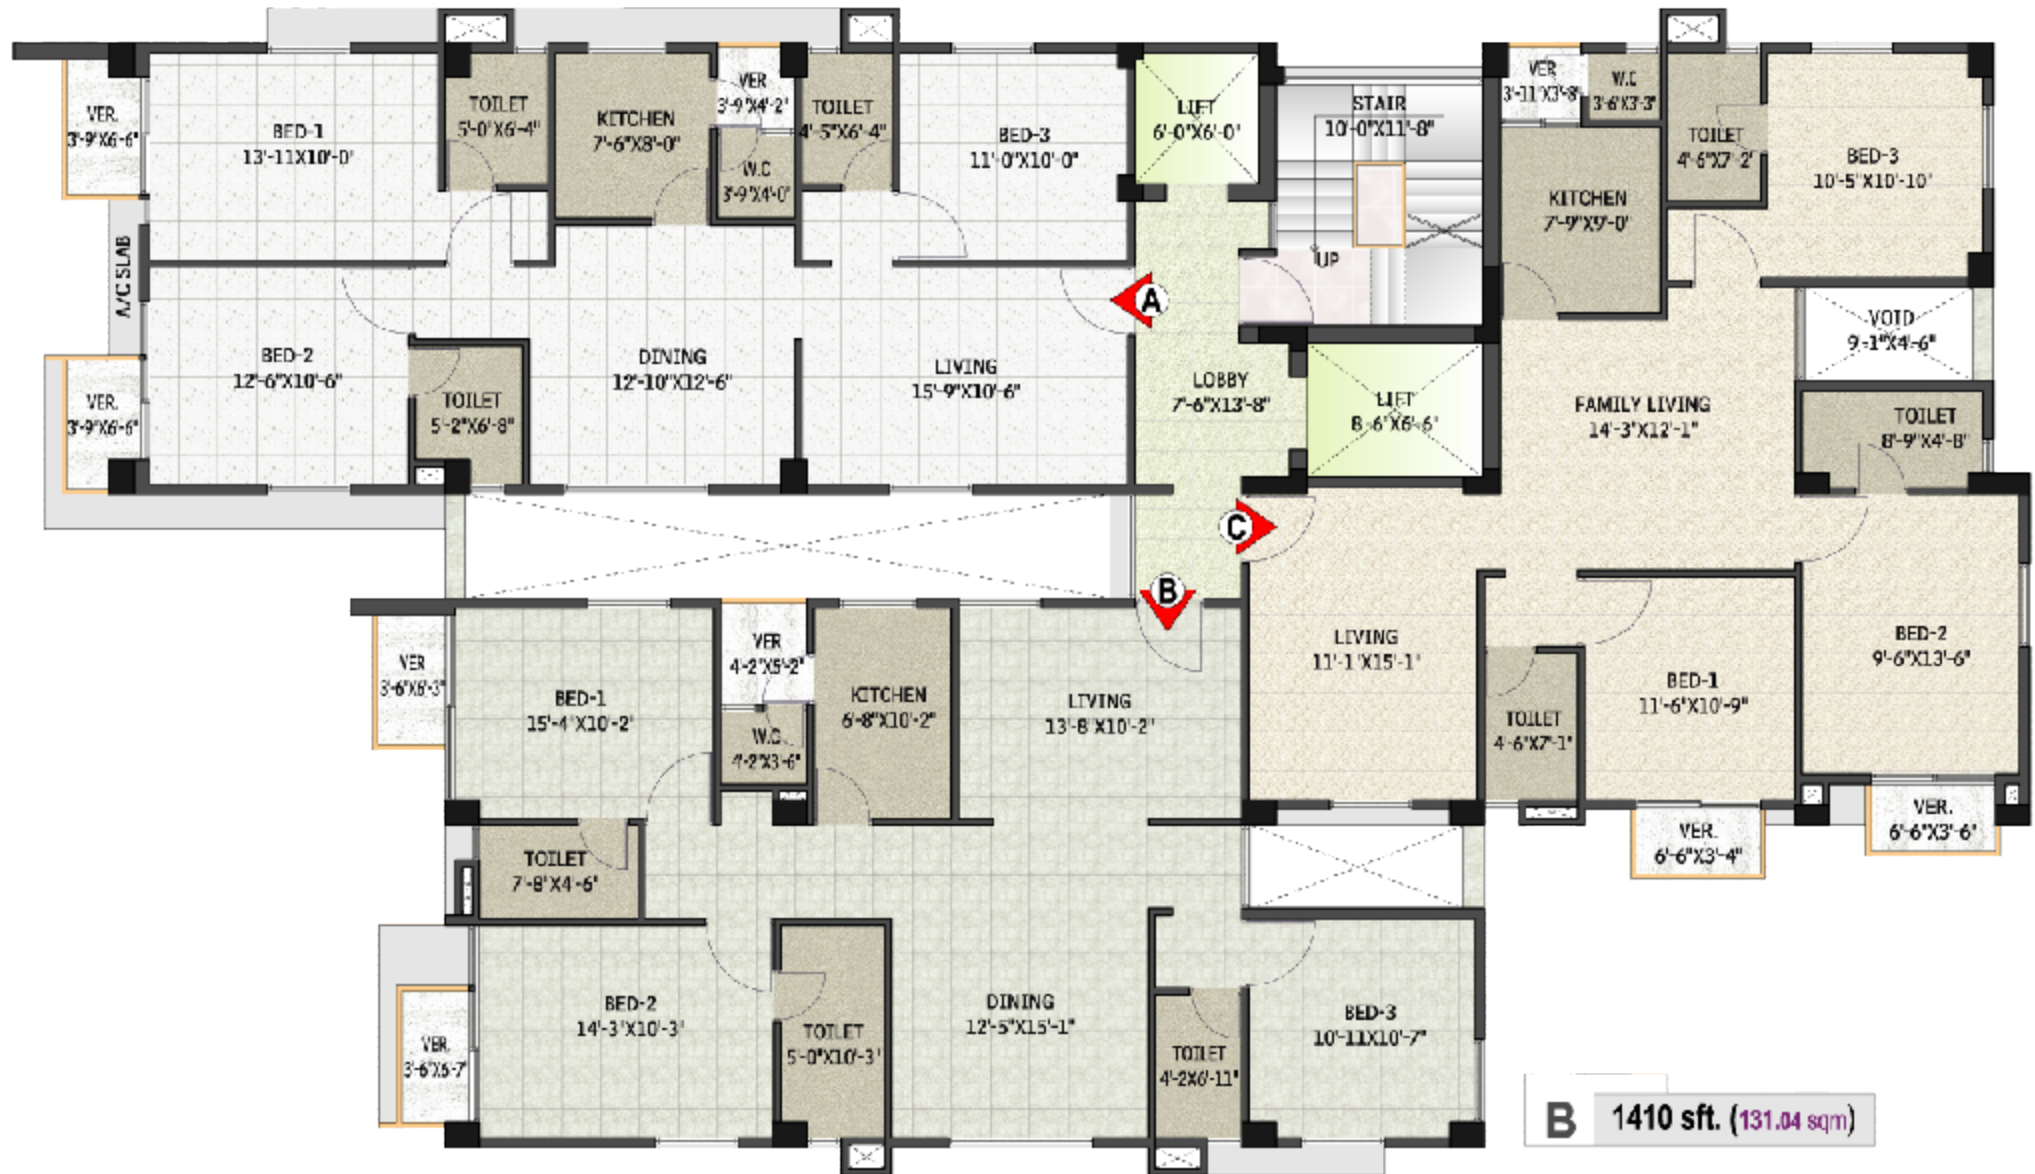 VER.
3'-9"X6'-6"
BED-1
13'-11X10'-0"
TOILET
5'-0"X6'-4"
KITCHEN
7'-6"X8'-0"
VER
3'-9"X4'-2"
W.C
3'-9"X4'-0"
TOILET
4'-5"X6'-4"
BED-3
11'-0"X10'-0"
LIFT
6'-0"X6'-0"
STAIR
10'-0"X11'-8"
UP
VER
3'-11"X3'-8"
W.C
3'-6"X3'-3"
TOILET
4'-6"X7'-2"
BED-3
10'-5"X10'-10"
KITCHEN
7'-9"X9'-0"
A/C SLAB
VER.
3'-9"X6'-6"
BED-2
12'-6"X10'-6"
TOILET
5'-2"X6'-8"
DINING
12'-10"X12'-6"
LIVING
15'-9"X10'-6"
A
LOBBY
7'-6"X13'-8"
LIFT
8'-6"X6'-6"
FAMILY LIVING
14'-3"X12'-1"
VOID
9'-1"X4'-6"
TOILET
8'-9"X4'-8"
C
B
VER
3'-6"X6'-3"
BED-1
15'-4"X10'-2"
VER
4'-2"X5'-2"
W.C
4'-2"X3'-6"
KITCHEN
6'-8"X10'-2"
LIVING
13'-8"X10'-2"
LIVING
11'-1"X15'-1"
TOILET
4'-6"X7'-1"
BED-1
11'-6"X10'-9"
BED-2
9'-6"X13'-6"
VER.
6'-6"X3'-4"
VER.
6'-6"X3'-6"
TOILET
7'-8"X4'-6"
BED-2
14'-3"X10'-3"
VER.
3'-6"X6'-7"
TOILET
5'-0"X10'-3"
DINING
12'-5"X15'-1"
TOILET
4'-2X6'-11"
BED-3
10'-11X10'-7"
B 1410 sft. (131.04 sqm)